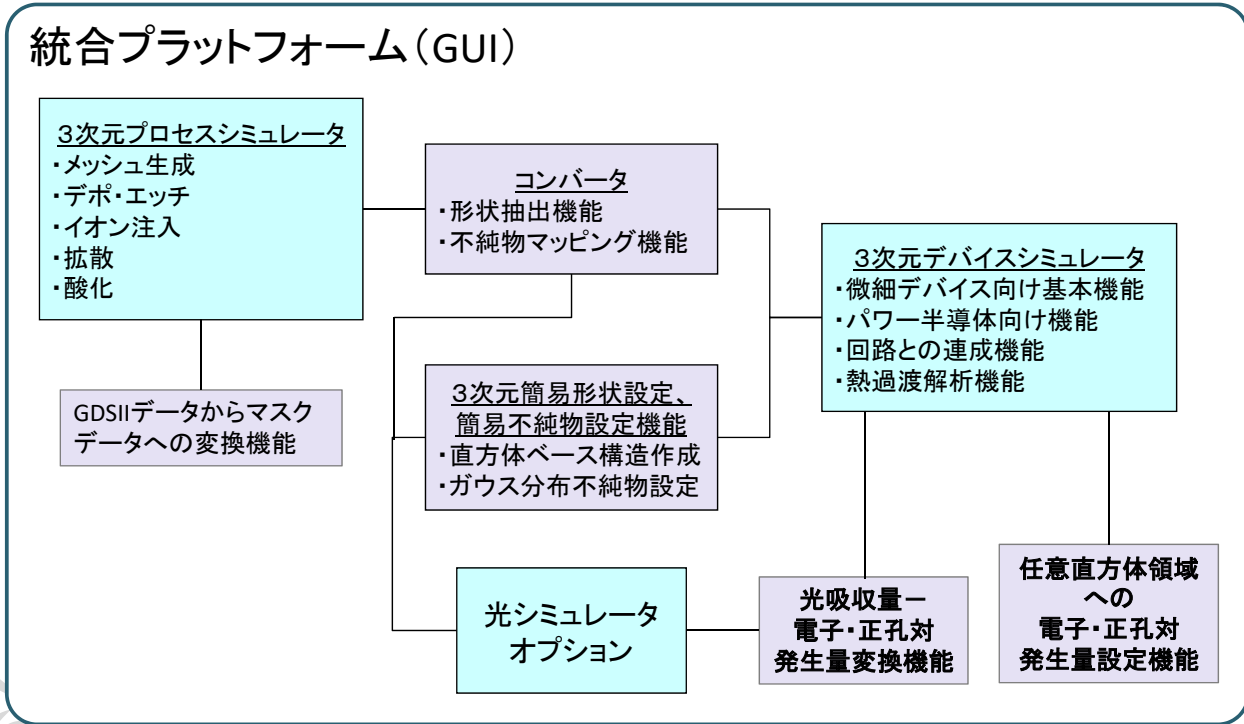 統合プラットフォーム（GUI）
３次元プロセスシミュレータ
・メッシュ生成
・デポ・エッチ
・イオン注入
・拡散
・酸化
コンバータ
・形状抽出機能
・不純物マッピング機能
３次元デバイスシミュレータ
・微細デバイス向け基本機能
・パワー半導体向け機能
・回路との連成機能
・熱過渡解析機能
GDSIIデータからマスク
データへの変換機能
３次元簡易形状設定、
簡易不純物設定機能
・直方体ベース構造作成
・ガウス分布不純物設定
光シミュレータ
オプション
光吸収量－
電子・正孔対
発生量変換機能
任意直方体領域
への
電子・正孔対
発生量設定機能